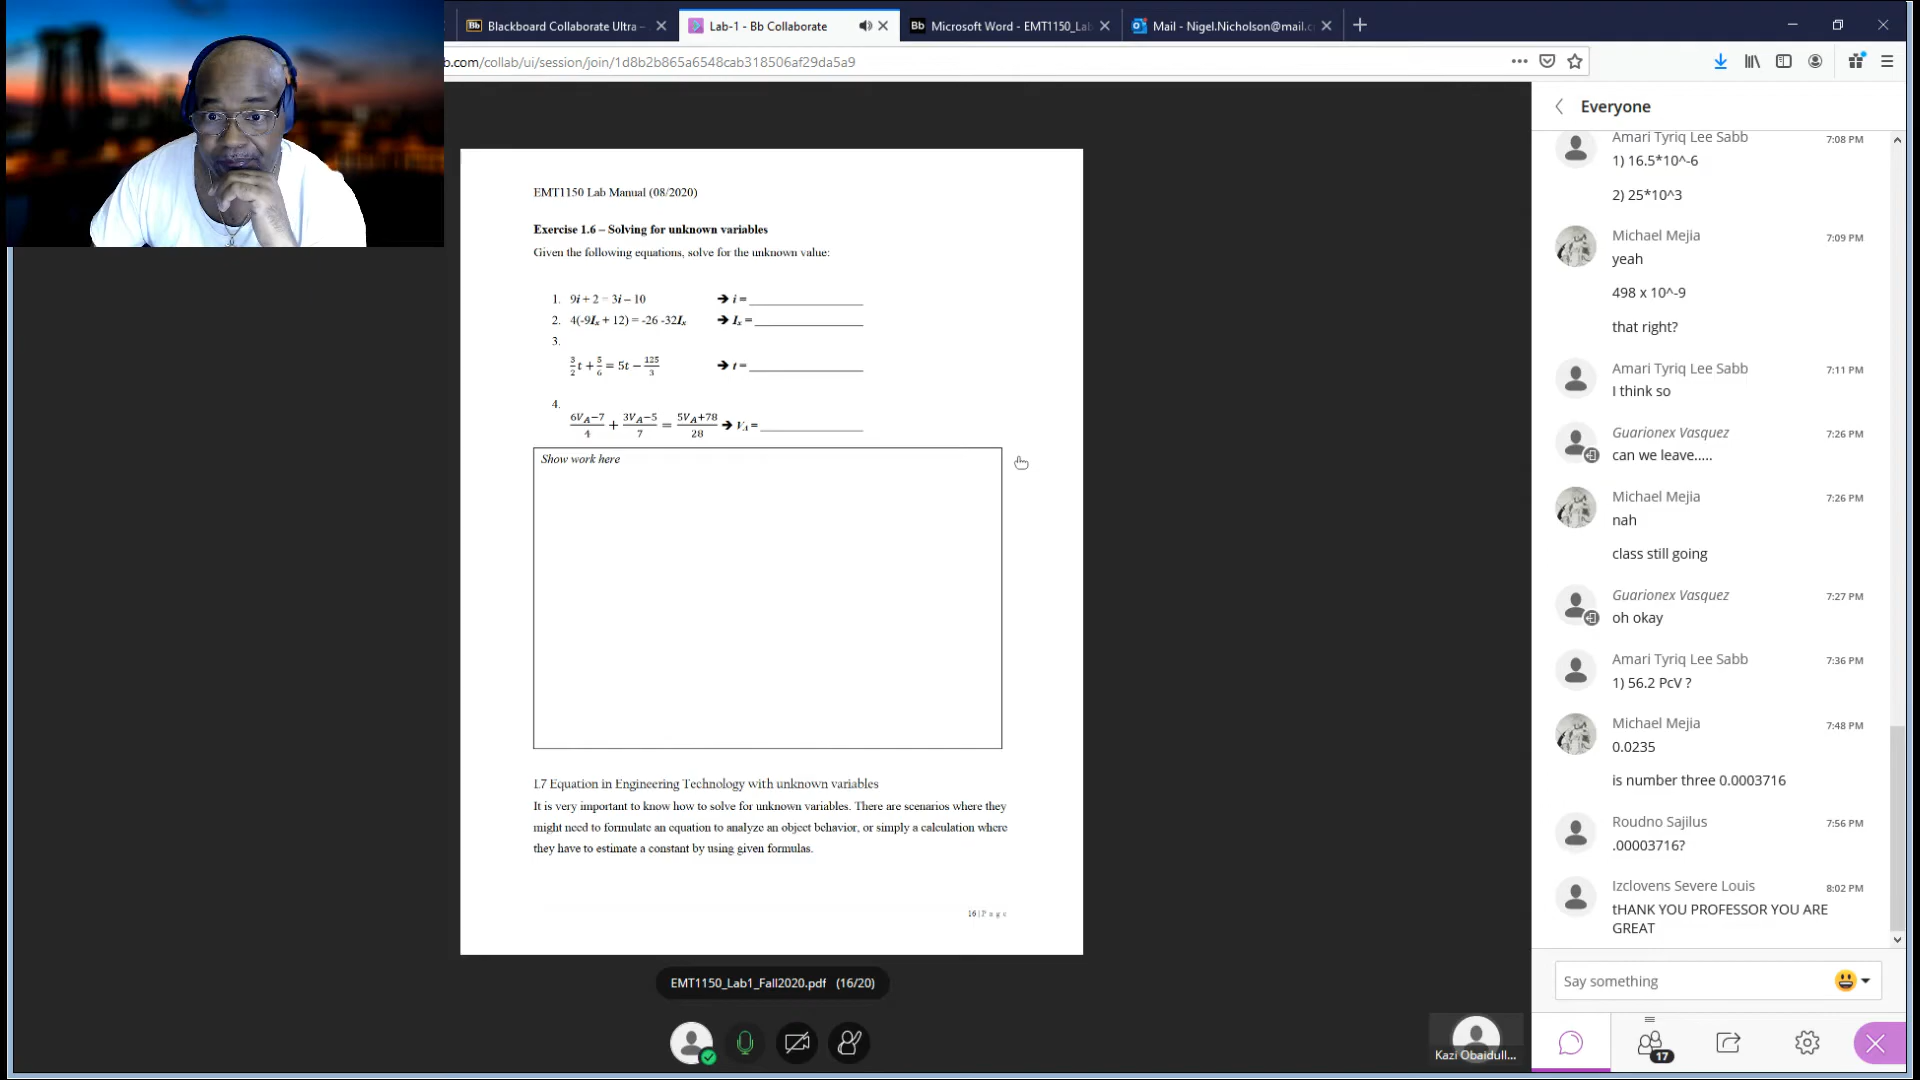 Blackboard Collaborate Ultra –
Lab-1 - Bb Collaborate
Microsoft Word - EMT1150_Lab
Mail - Nigel.Nicholson@mail.c
b.com/collab/ui/session/join/1d8b2b865a6548cab318506af29da5a9
EMT1150 Lab Manual (08/2020)
Exercise 1.6 – Solving for unknown variables
Given the following equations, solve for the unknown value:
1. 9i + 2 = 3i – 10 ➔ i = ______
2. 4(-9Iₓ + 12) = -26 -32Iₓ ➔ Iₓ = ______
3.
3/2 t + 5/6 = 5t − 125/3 ➔ t = ______
4.
6V_A−7/4 + 3V_A−5/7 = 5V_A+78/28 ➔ V_A = ______
Show work here
1.7 Equation in Engineering Technology with unknown variables
It is very important to know how to solve for unknown variables. There are scenarios where they
might need to formulate an equation to analyze an object behavior, or simply a calculation where
they have to estimate a constant by using given formulas.
16 | P a g e
EMT1150_Lab1_Fall2020.pdf (16/20)
Kazi Obaidull...
Everyone
Amari Tyriq Lee Sabb 7:08 PM
1) 16.5*10^-6
2) 25*10^3
Michael Mejia 7:09 PM
yeah
498 x 10^-9
that right?
Amari Tyriq Lee Sabb 7:11 PM
I think so
Guarionex Vasquez 7:26 PM
can we leave.....
Michael Mejia 7:26 PM
nah
class still going
Guarionex Vasquez 7:27 PM
oh okay
Amari Tyriq Lee Sabb 7:36 PM
1) 56.2 PcV ?
Michael Mejia 7:48 PM
0.0235
is number three 0.0003716
Roudno Sajilus 7:56 PM
.00003716?
Izclovens Severe Louis 8:02 PM
tHANK YOU PROFESSOR YOU ARE
GREAT
Say something
17